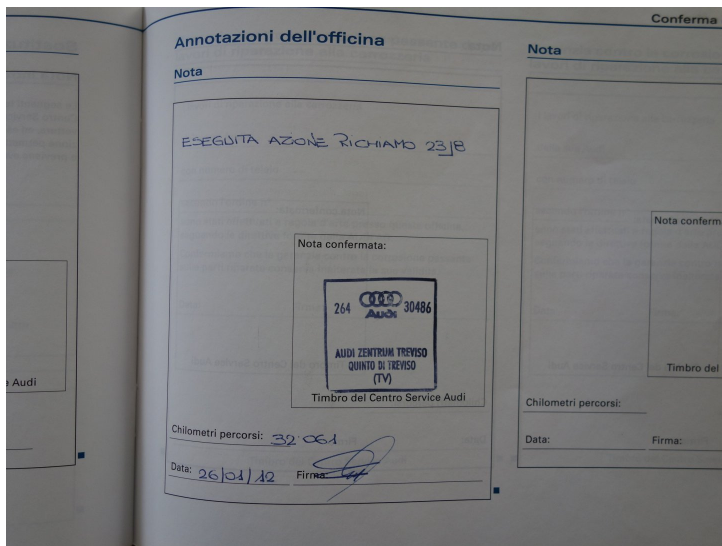 Conferma
Annotazioni dell'officina
Nota
ESEGUITA AZIONE RICHIAMO 23J8
Nota confermata:
264 Audi 30486
AUDI ZENTRUM TREVISO
QUINTO DI TREVISO
(TV)
Timbro del Centro Service Audi
Chilometri percorsi: 32.061
Data: 26/01/12 Firma:
Nota
Nota conferm
Timbro del
Chilometri percorsi:
Data: Firma:
Audi